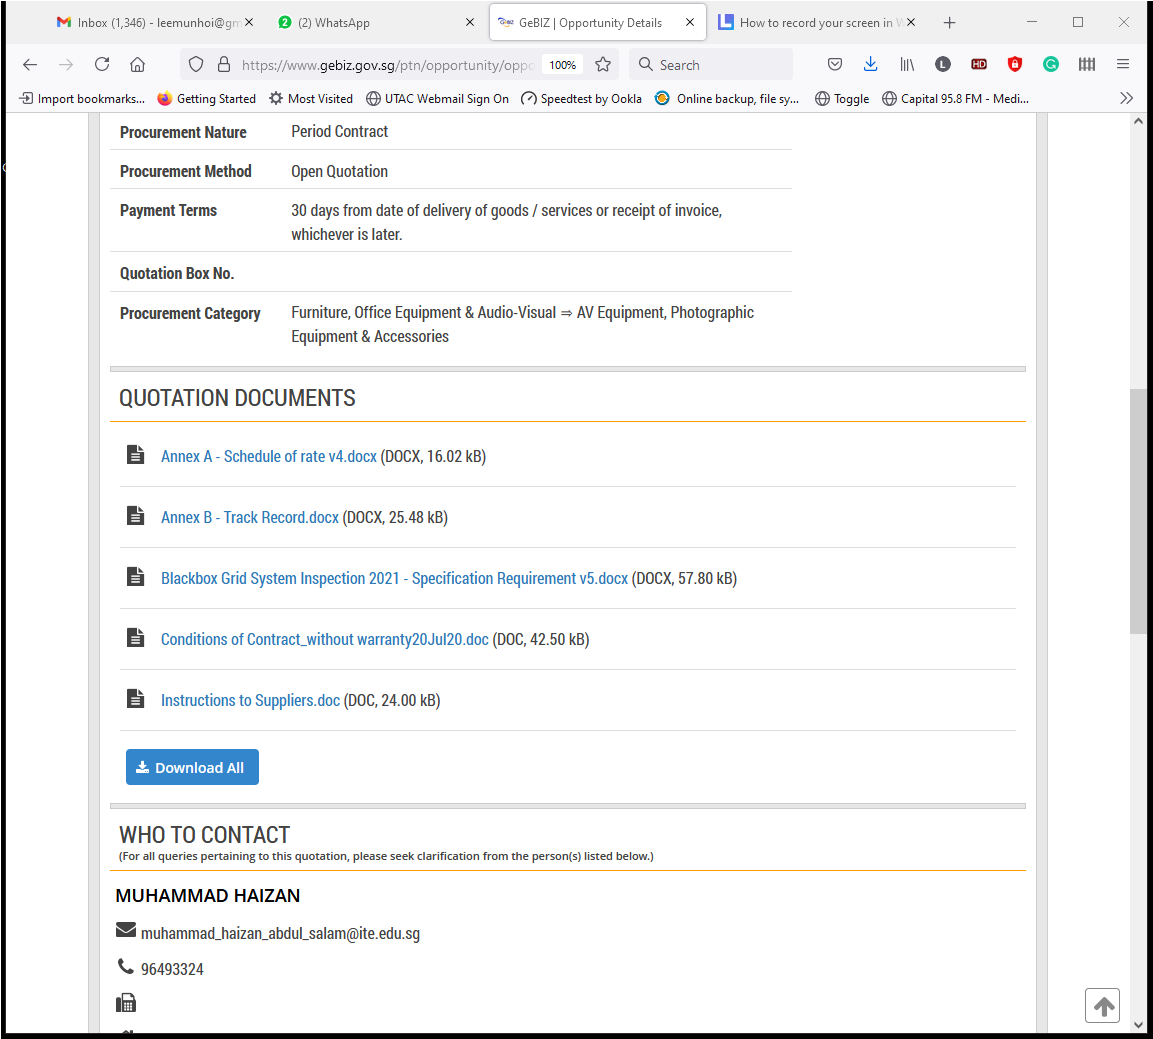 Inbox (1,346) - leemunhoi@gm
2 (2) WhatsApp
GeBIZ | Opportunity Details
How to record your screen in W
https://www.gebiz.gov.sg/ptn/opportunity/oppo
100%
Search
L
HD
G
Import bookmarks...
Getting Started
Most Visited
UTAC Webmail Sign On
Speedtest by Ookla
Online backup, file sy...
Toggle
Capital 95.8 FM - Medi...
Procurement Nature Period Contract
Procurement Method Open Quotation
Payment Terms 30 days from date of delivery of goods / services or receipt of invoice,
whichever is later.
Quotation Box No.
Procurement Category Furniture, Office Equipment & Audio-Visual ⇒ AV Equipment, Photographic
Equipment & Accessories
QUOTATION DOCUMENTS
Annex A - Schedule of rate v4.docx (DOCX, 16.02 kB)
Annex B - Track Record.docx (DOCX, 25.48 kB)
Blackbox Grid System Inspection 2021 - Specification Requirement v5.docx (DOCX, 57.80 kB)
Conditions of Contract_without warranty20Jul20.doc (DOC, 42.50 kB)
Instructions to Suppliers.doc (DOC, 24.00 kB)
Download All
WHO TO CONTACT
(For all queries pertaining to this quotation, please seek clarification from the person(s) listed below.)
MUHAMMAD HAIZAN
muhammad_haizan_abdul_salam@ite.edu.sg
96493324